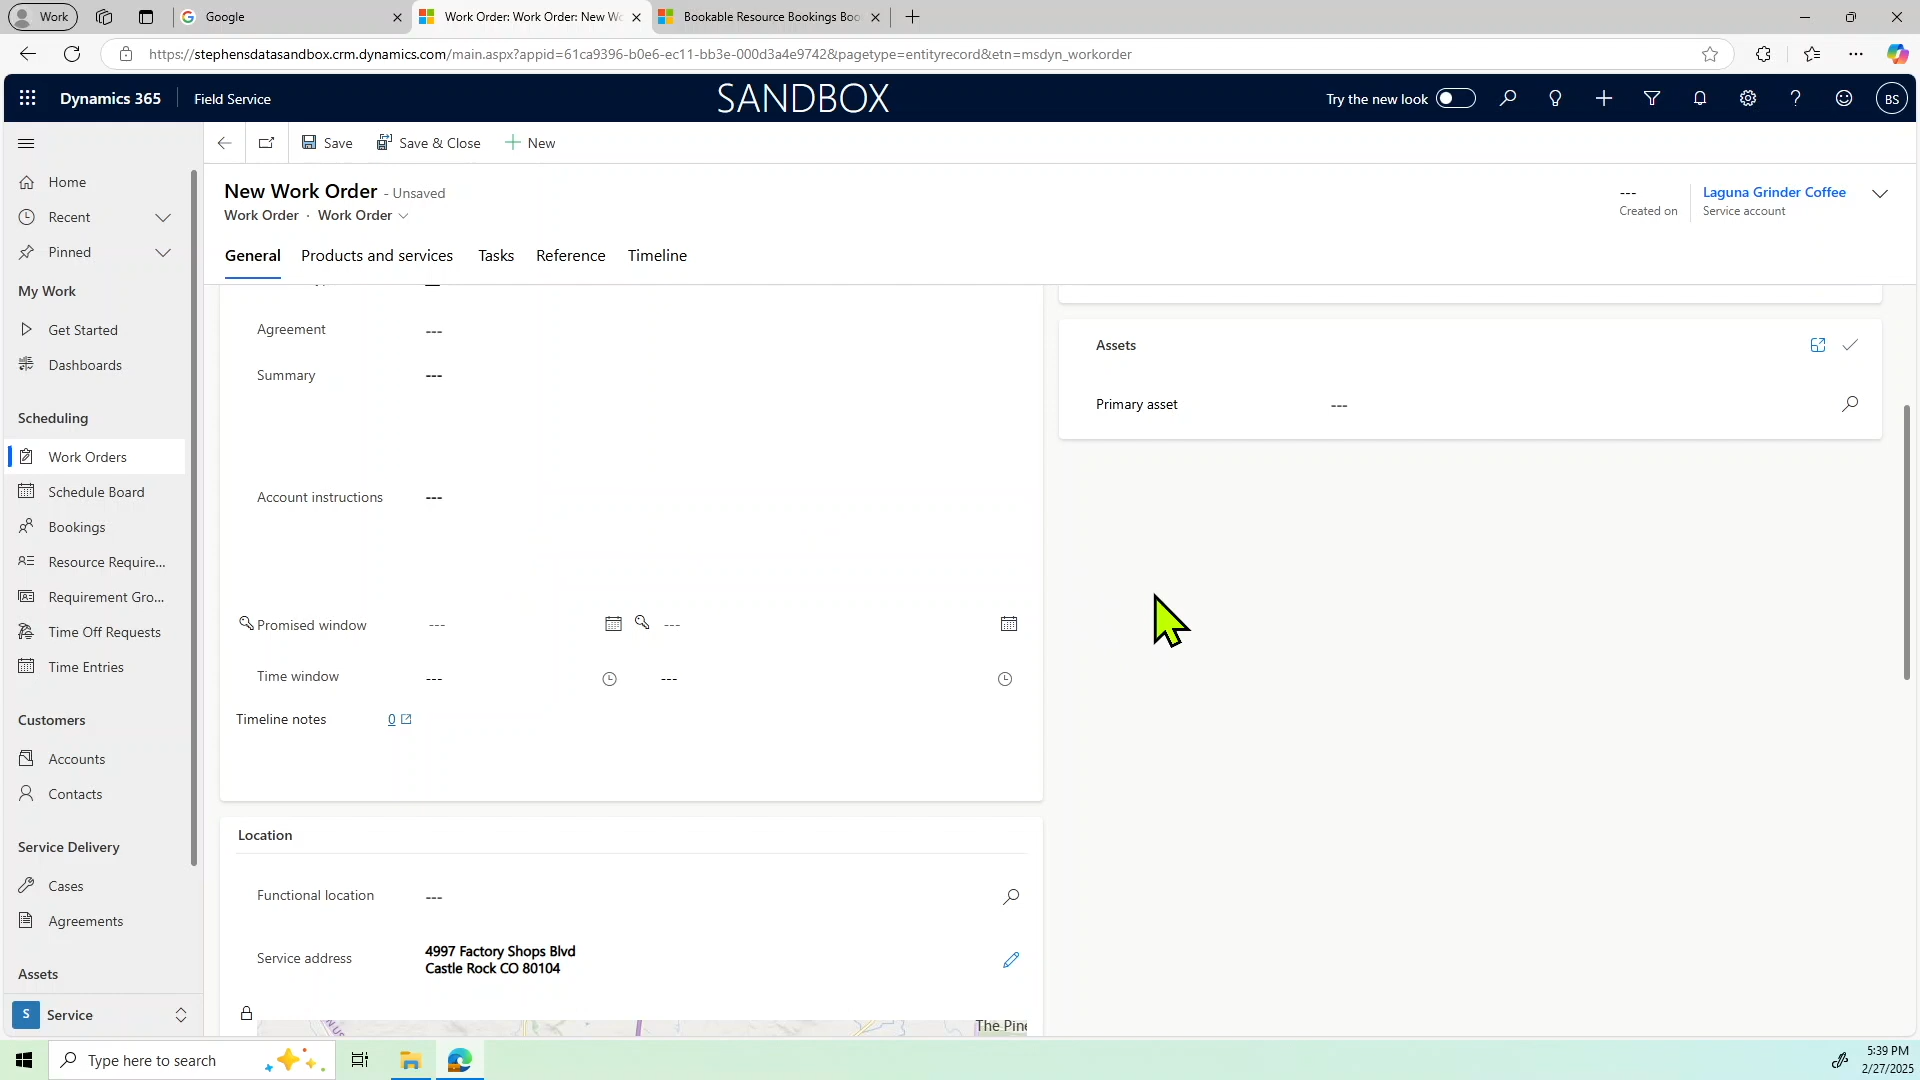 Work
Google
Work Order: Work Order: New Wo
Bookable Resource Bookings Boo
https://stephensdatasandbox.crm.dynamics.com/main.aspx?appid=61ca9396-b0e6-ec11-bb3e-000d3a4e9742&pagetype=entityrecord&etn=msdyn_workorder
Dynamics 365
Field Service
SANDBOX
Try the new look
BS
Save
Save & Close
New
Home
Recent
Pinned
My Work
Get Started
Dashboards
Scheduling
Work Orders
Schedule Board
Bookings
Resource Require...
Requirement Gro...
Time Off Requests
Time Entries
Customers
Accounts
Contacts
Service Delivery
Cases
Agreements
Assets
S Service
New Work Order - Unsaved
Work Order · Work Order
---
Created on
Laguna Grinder Coffee
Service account
General
Products and services
Tasks
Reference
Timeline
Agreement ---
Summary ---
Account instructions ---
Promised window --- ---
Time window --- ---
Timeline notes 0
Location
Functional location ---
Service address
4997 Factory Shops Blvd
Castle Rock CO 80104
The Pine
Assets
Primary asset ---
Type here to search
5:39 PM
2/27/2025